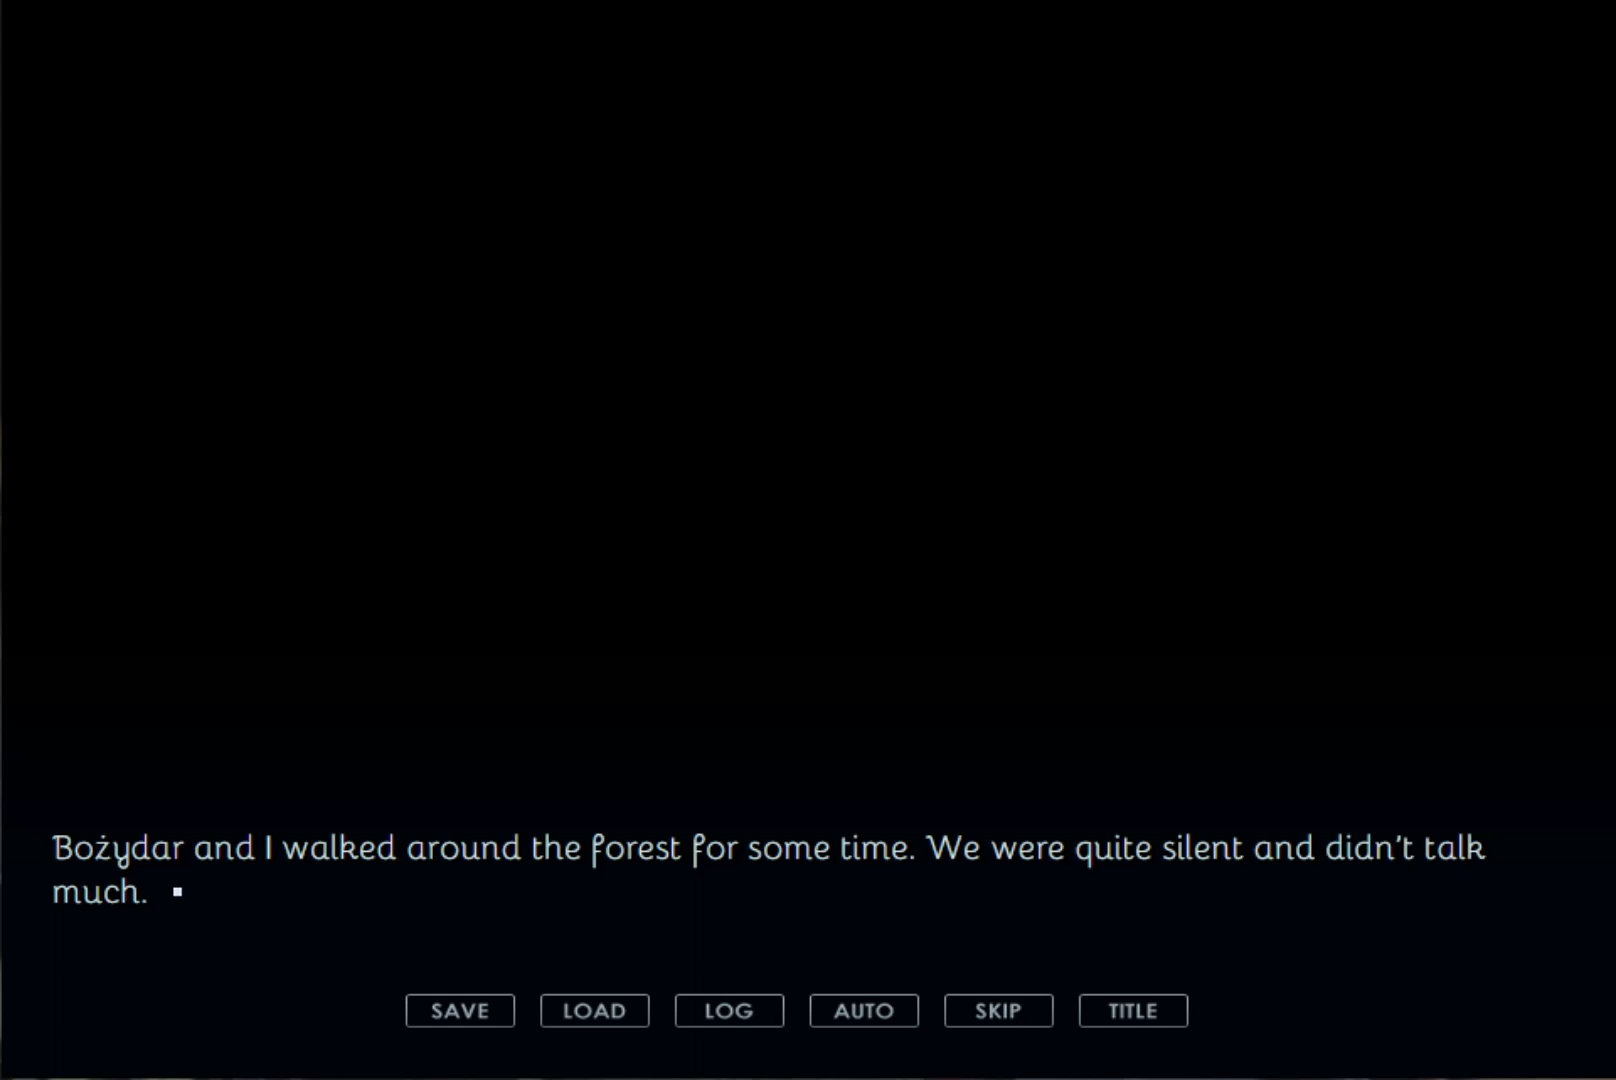 Bożydar and I walked around the forest for some time. We were quite silent and didn't talk
much.
SAVE LOAD LOG AUTO SKIP TITLE